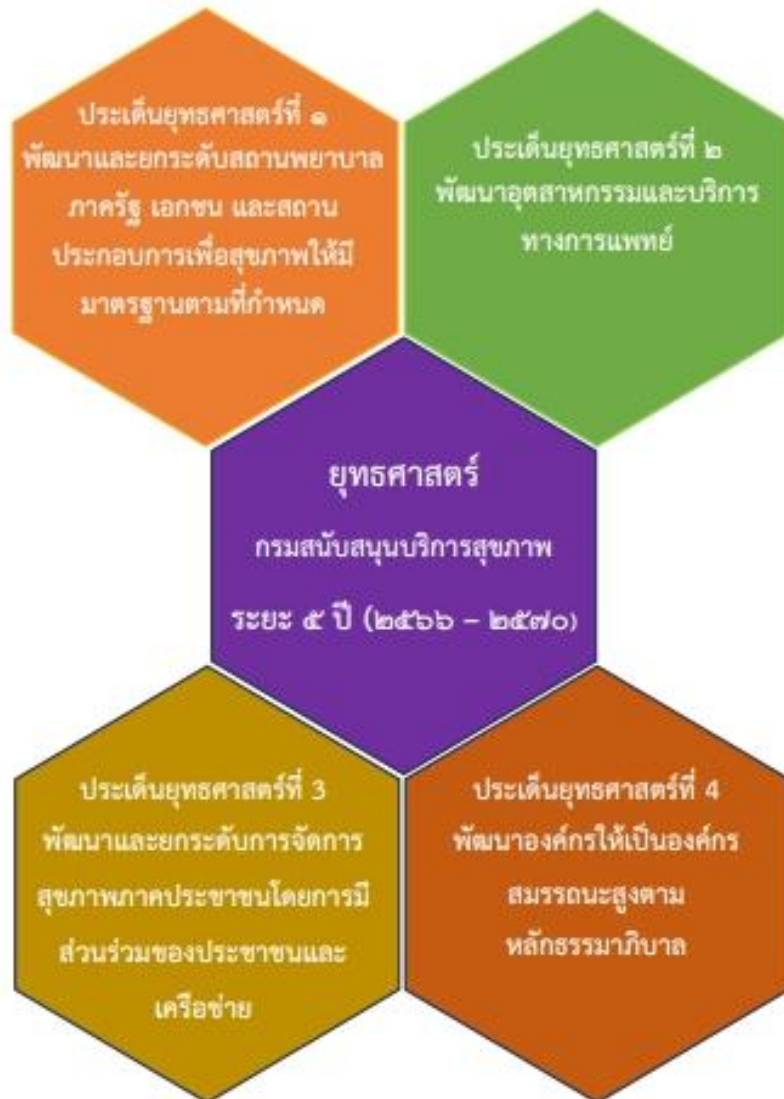 ประเด็นยุทธศาสตร์ที่ ๑
พัฒนาและยกระดับสถานพยาบาล
ภาครัฐ เอกชน และสถาน
ประกอบการเพื่อสุขภาพให้มี
มาตรฐานตามที่กำหนด
ประเด็นยุทธศาสตร์ที่ ๒
พัฒนาอุตสาหกรรมและบริการ
ทางการแพทย์
ยุทธศาสตร์
กรมสนับสนุนบริการสุขภาพ
ระยะ ๕ ปี (๒๕๖๖ – ๒๕๗๐)
ประเด็นยุทธศาสตร์ที่ 3
พัฒนาและยกระดับการจัดการ
สุขภาพภาคประชาชนโดยการมี
ส่วนร่วมของประชาชนและ
เครือข่าย
ประเด็นยุทธศาสตร์ที่ 4
พัฒนาองค์กรให้เป็นองค์กร
สมรรถนะสูงตาม
หลักธรรมาภิบาล